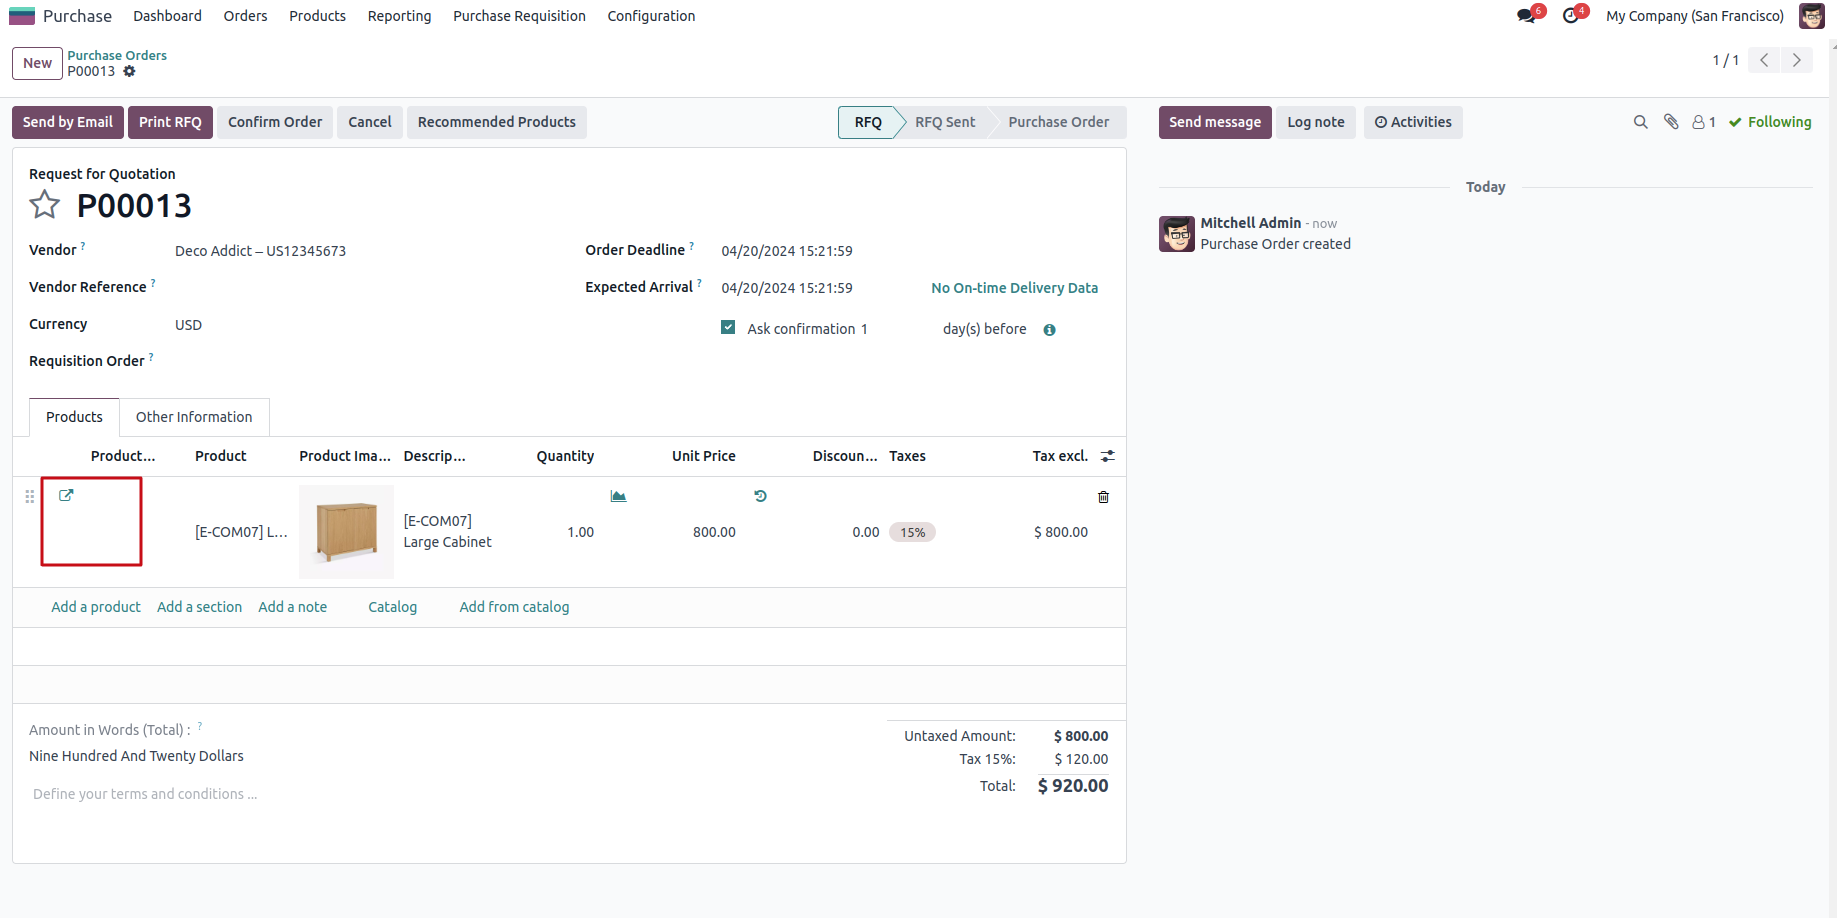 Purchase Dashboard Orders Products Reporting Purchase Requisition Configuration 6 4 My Company (San Francisco)
New Purchase Orders
P00013
1 / 1
Send by Email Print RFQ Confirm Order Cancel Recommended Products RFQ RFQ Sent Purchase Order Send message Log note Activities 1 Following
Request for Quotation
P00013
Today
Mitchell Admin - now
Purchase Order created
Vendor ? Deco Addict – US12345673 Order Deadline ? 04/20/2024 15:21:59
Vendor Reference ? Expected Arrival ? 04/20/2024 15:21:59 No On-time Delivery Data
Currency USD Ask confirmation 1 day(s) before
Requisition Order ?
Products Other Information
Product... Product Product Ima... Descrip... Quantity Unit Price Discoun... Taxes Tax excl.
[E-COM07] L... [E-COM07] Large Cabinet 1.00 800.00 0.00 15% $ 800.00
Add a product Add a section Add a note Catalog Add from catalog
Amount in Words (Total) : ?
Nine Hundred And Twenty Dollars
Define your terms and conditions ...
Untaxed Amount: $ 800.00
Tax 15%: $ 120.00
Total: $ 920.00